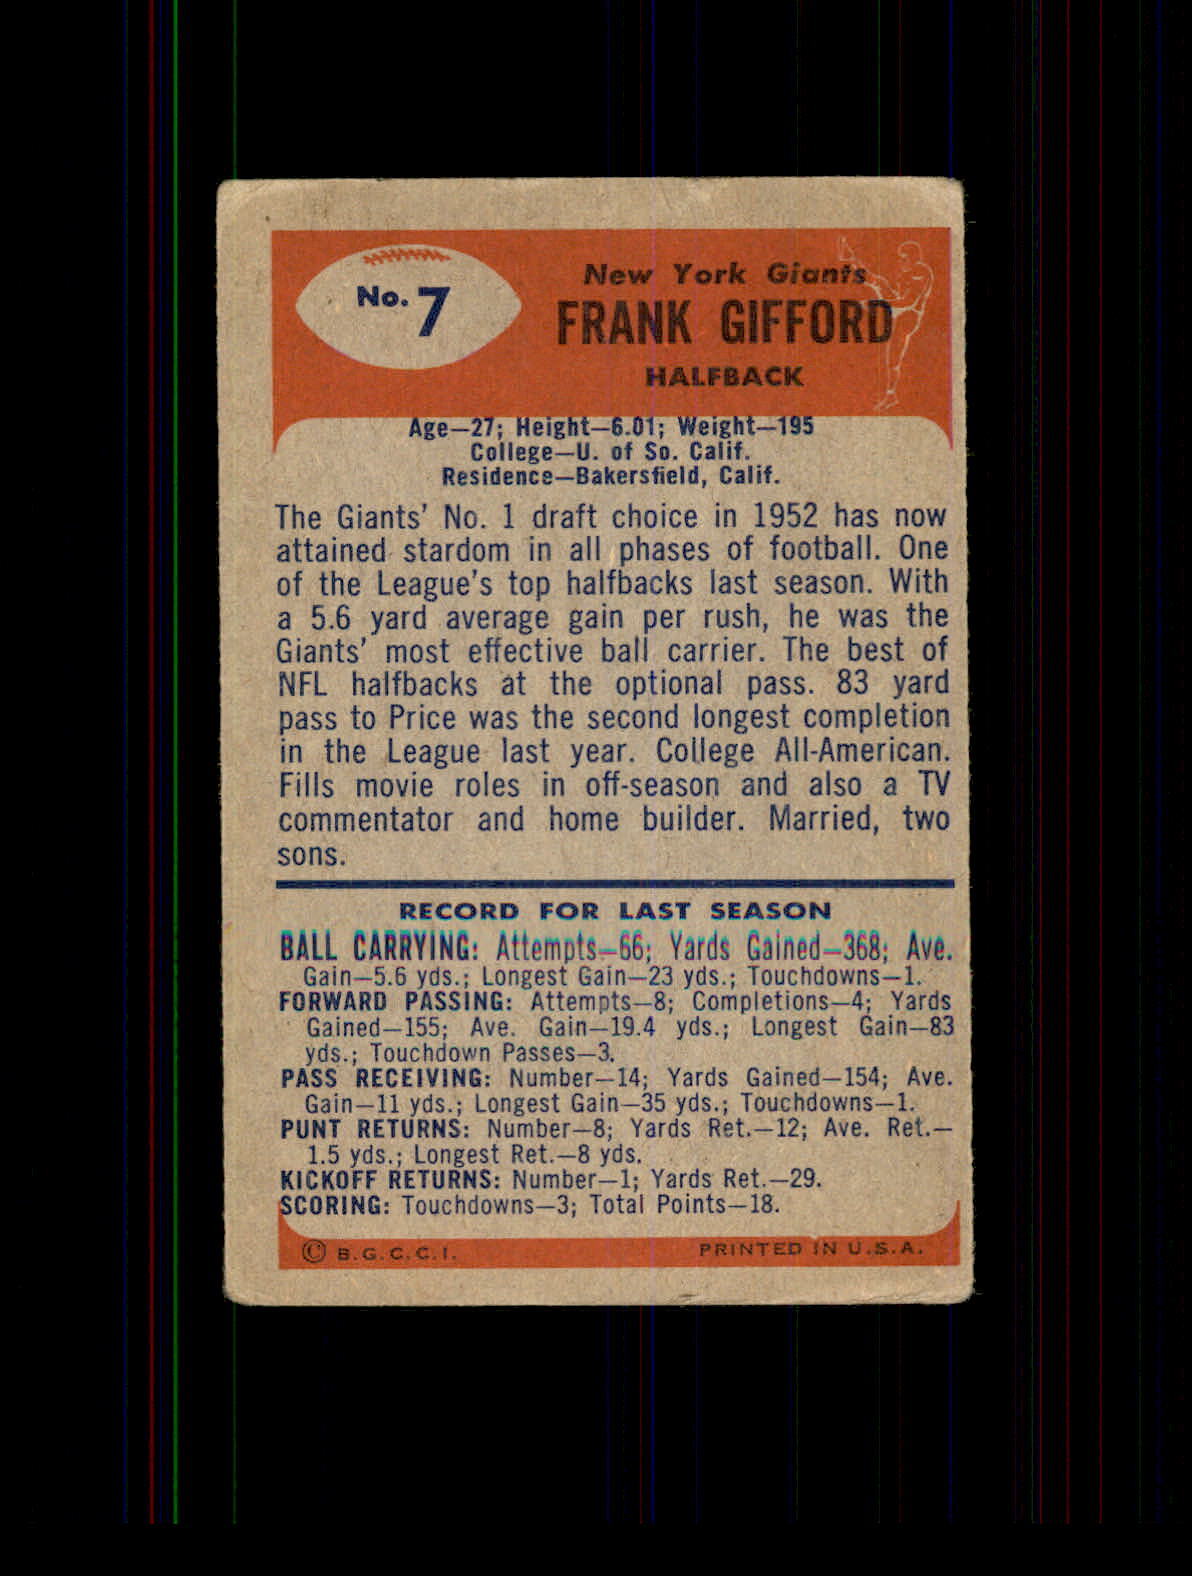 No. 7
New York Giants
FRANK GIFFORD
HALFBACK
Age—27; Height—6.01; Weight—195
College—U. of So. Calif.
Residence—Bakersfield, Calif.
The Giants' No. 1 draft choice in 1952 has now
attained stardom in all phases of football. One
of the League's top halfbacks last season. With
a 5.6 yard average gain per rush, he was the
Giants' most effective ball carrier. The best of
NFL halfbacks at the optional pass. 83 yard
pass to Price was the second longest completion
in the League last year. College All-American.
Fills movie roles in off-season and also a TV
commentator and home builder. Married, two
sons.
RECORD FOR LAST SEASON
BALL CARRYING: Attempts—66; Yards Gained—368; Ave.
Gain—5.6 yds.; Longest Gain—23 yds.; Touchdowns—1.
FORWARD PASSING: Attempts—8; Completions—4; Yards
Gained—155; Ave. Gain—19.4 yds.; Longest Gain—83
yds.; Touchdown Passes—3.
PASS RECEIVING: Number—14; Yards Gained—154; Ave.
Gain—11 yds.; Longest Gain—35 yds.; Touchdowns—1.
PUNT RETURNS: Number—8; Yards Ret.—12; Ave. Ret.—
1.5 yds.; Longest Ret.—8 yds.
KICKOFF RETURNS: Number—1; Yards Ret.—29.
SCORING: Touchdowns—3; Total Points—18.
© B.G.C.C.I.
PRINTED IN U.S.A.